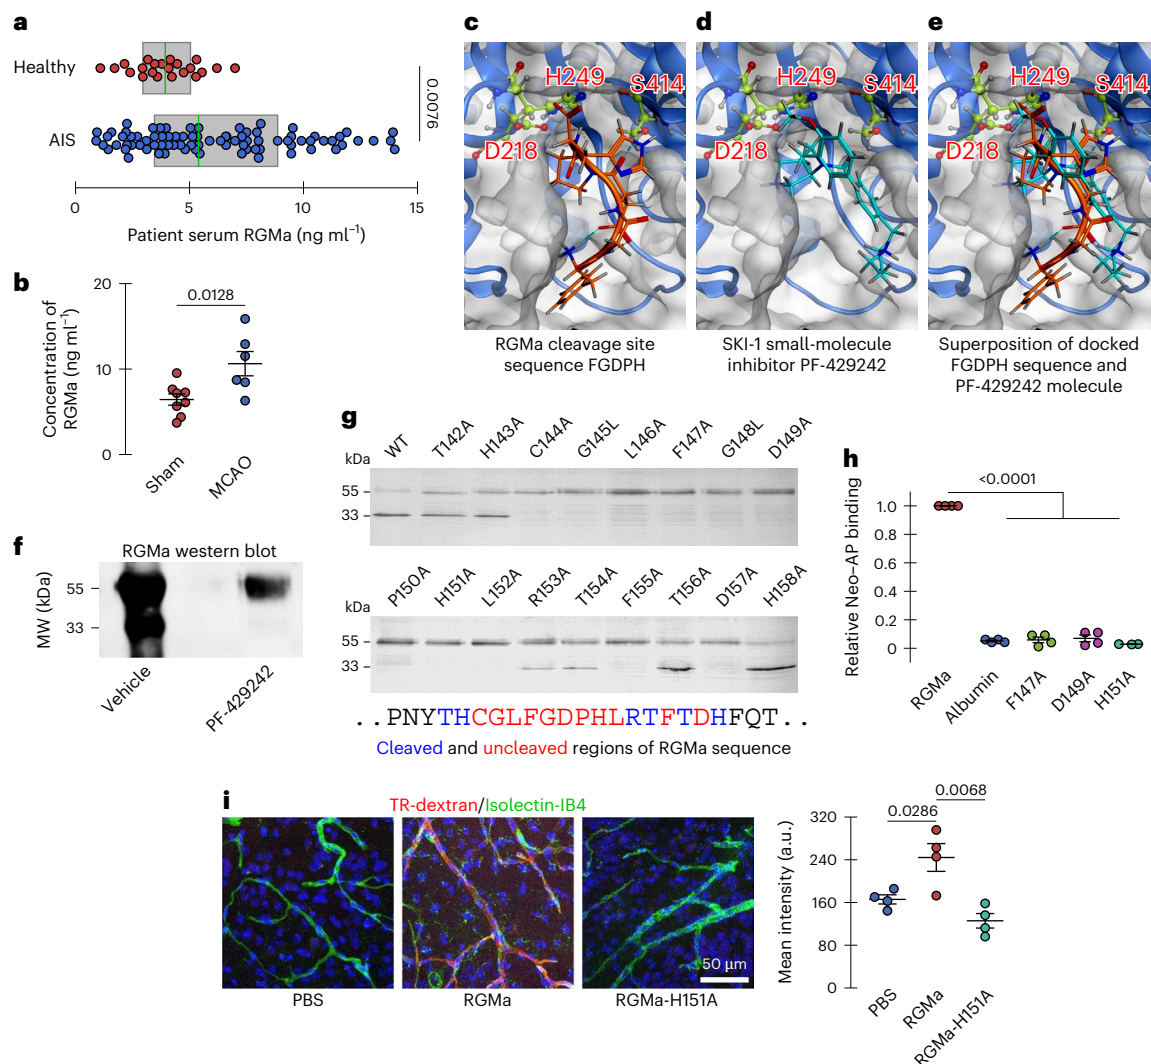 a
Healthy
AIS
0.0076
0 5 10 15
Patient serum RGMa (ng ml⁻¹)
b
Concentration of
RGMa (ng ml⁻¹)
20
10
0
0.0128
Sham
MCAO
c
H249
S414
D218
RGMa cleavage site
sequence FGDPH
d
H249
S414
D218
SKI-1 small-molecule
inhibitor PF-429242
e
H249
S414
D218
Superposition of docked
FGDPH sequence and
PF-429242 molecule
f
RGMa western blot
MW (kDa)
55
33
Vehicle
PF-429242
g
kDa
WT T142A H143A C144A G145L L146A F147A G148L D149A
55
33
kDa
P150A H151A L152A R153A T154A F155A T156A D157A H158A
55
33
..PNYTHCGLFGDPHLRTFTDHFQT..
Cleaved and uncleaved regions of RGMa sequence
h
Relative Neo–AP binding
<0.0001
1.0
0.8
0.6
0.4
0.2
0
RGMa
Albumin
F147A
D149A
H151A
i
TR-dextran/Isolectin-IB4
50 µm
PBS
RGMa
RGMa-H151A
Mean intensity (a.u.)
320
240
160
80
0
0.0068
0.0286
PBS
RGMa
RGMa-H151A